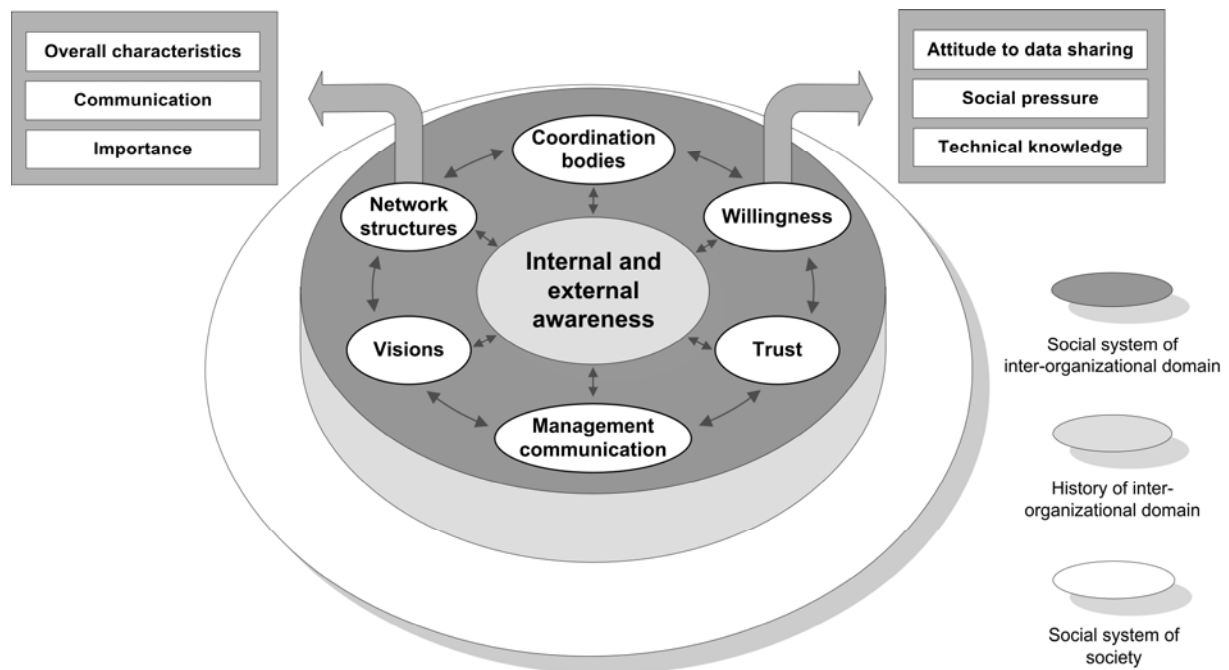 Overall characteristics
Communication
Importance
Attitude to data sharing
Social pressure
Technical knowledge
Coordination
bodies
Network
structures
Willingness
Internal and
external
awareness
Visions
Trust
Management
communication
Social system of
inter-organizational domain
History of inter-
organizational domain
Social system of
society